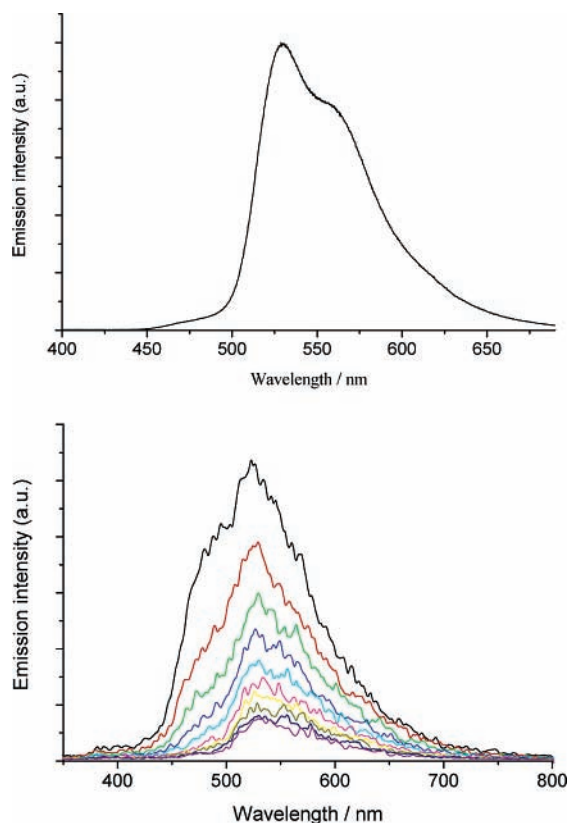 Emission intensity (a.u.)
400 450 500 550 600 650
Wavelength / nm
Emission intensity (a.u.)
400 500 600 700 800
Wavelength / nm